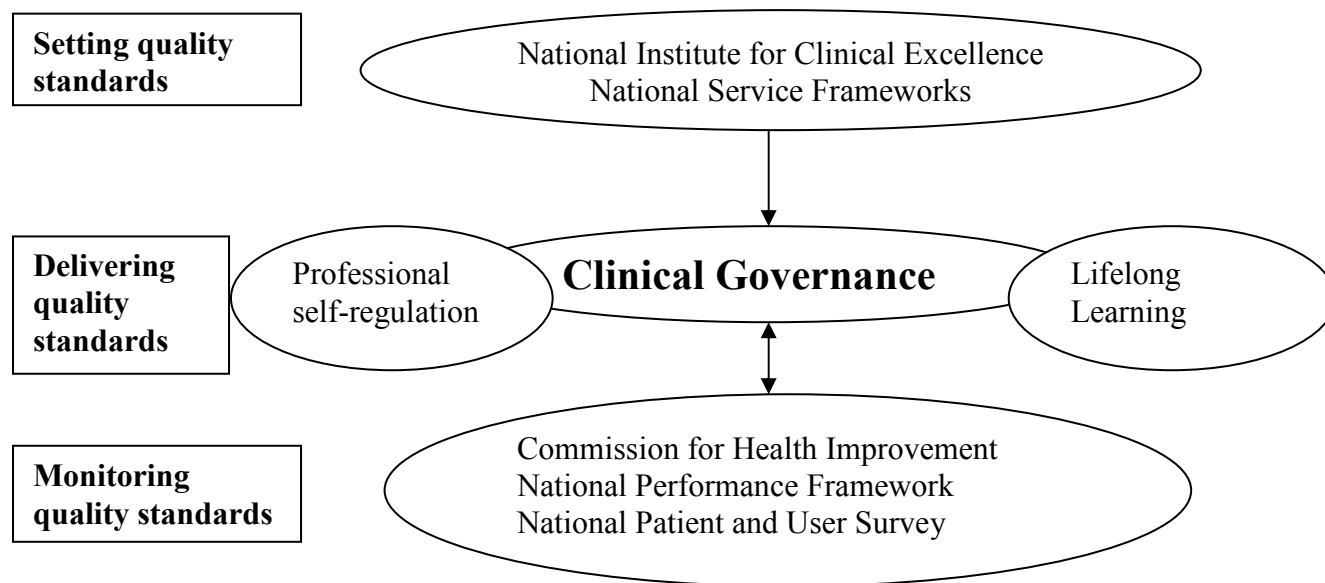 Setting quality
standards
National Institute for Clinical Excellence
National Service Frameworks
Delivering
quality
standards
Professional
self-regulation
Clinical Governance
Lifelong
Learning
Monitoring
quality standards
Commission for Health Improvement
National Performance Framework
National Patient and User Survey